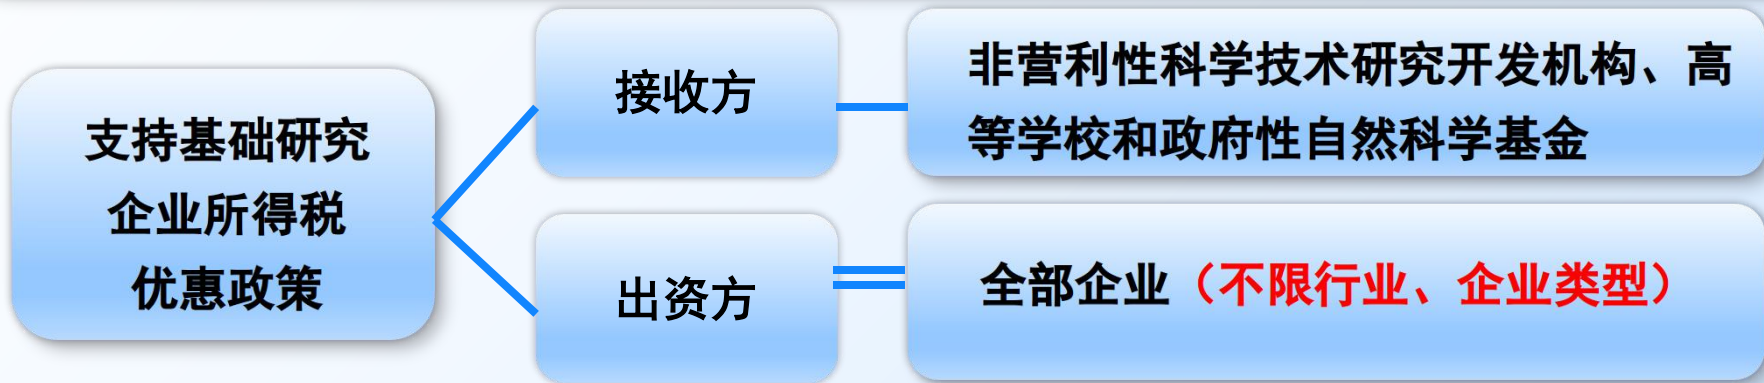 支持基础研究
企业所得税
优惠政策
接收方
非营利性科学技术研究开发机构、高
等学校和政府性自然科学基金
出资方
全部企业（不限行业、企业类型）